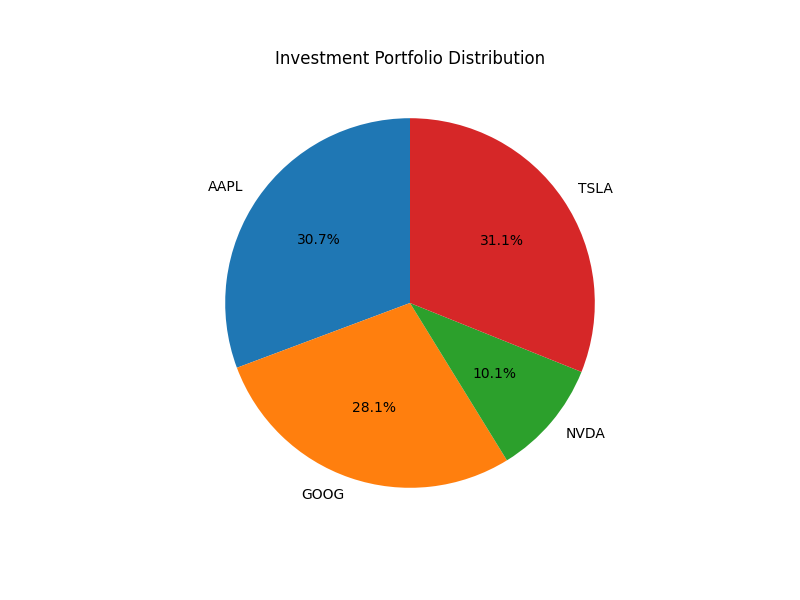 Investment Portfolio Distribution
AAPL
TSLA
30.7%
31.1%
10.1%
28.1%
NVDA
GOOG